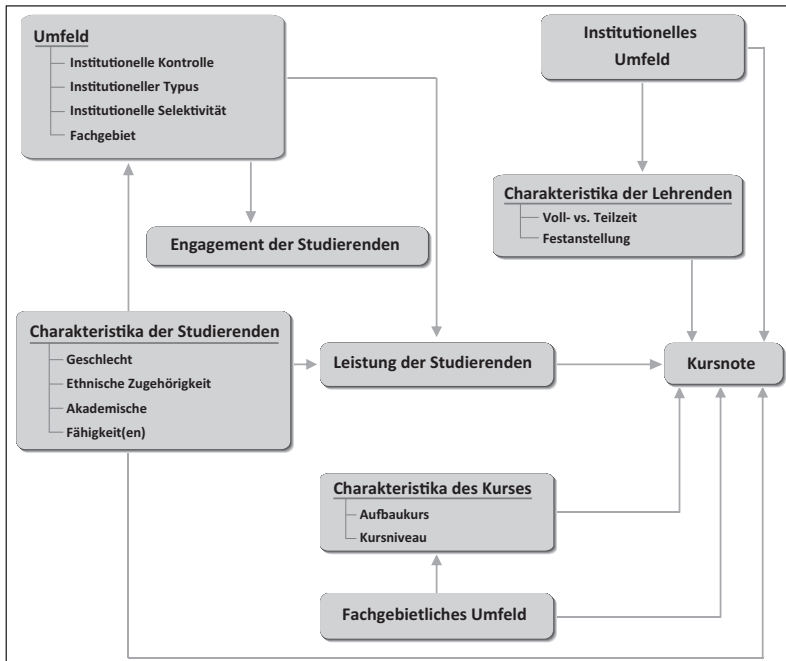 Umfeld
Institutionelle Kontrolle
Institutioneller Typus
Institutionelle Selektivität
Fachgebiet
Institutionelles
Umfeld
Charakteristika der Lehrenden
Voll- vs. Teilzeit
Festanstellung
Engagement der Studierenden
Charakteristika der Studierenden
Geschlecht
Ethnische Zugehörigkeit
Akademische
Fähigkeit(en)
Leistung der Studierenden
Kursnote
Charakteristika des Kurses
Aufbaukurs
Kursniveau
Fachgebietliches Umfeld